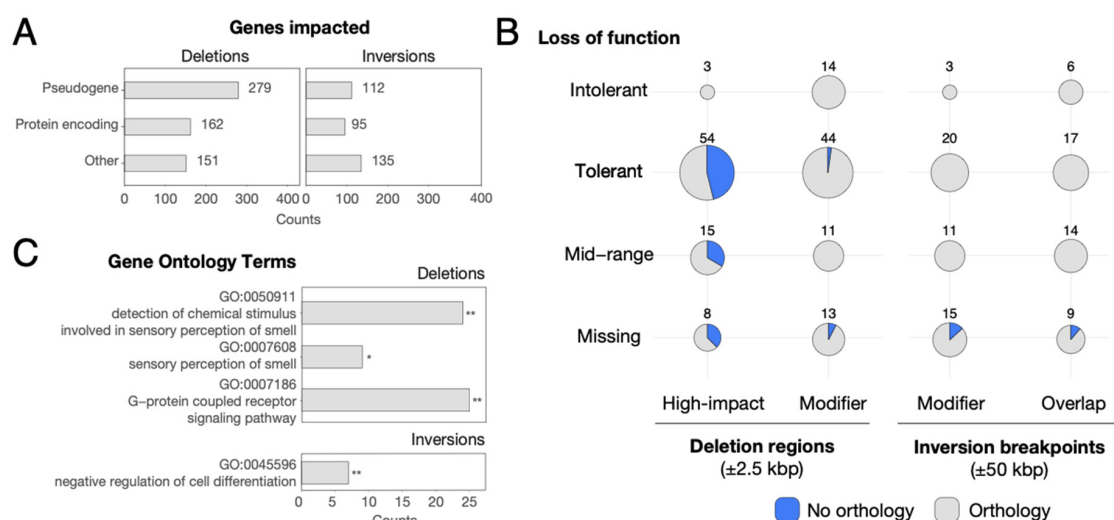 A
Genes impacted
Deletions
Inversions
Pseudogene
279
112
Protein encoding
162
95
Other
151
135
0 100 200 300 400
0 100 200 300 400
Counts
B
Loss of function
Intolerant
3
14
3
6
Tolerant
54
44
20
17
Mid-range
15
11
11
14
Missing
8
13
15
9
High-impact
Modifier
Modifier
Overlap
Deletion regions
(±2.5 kbp)
Inversion breakpoints
(±50 kbp)
No orthology
Orthology
C
Gene Ontology Terms
Deletions
GO:0050911
detection of chemical stimulus
involved in sensory perception of smell
**
GO:0007608
sensory perception of smell
*
GO:0007186
G-protein coupled receptor
signaling pathway
**
Inversions
GO:0045596
negative regulation of cell differentiation
**
0 5 10 15 20 25
Counts